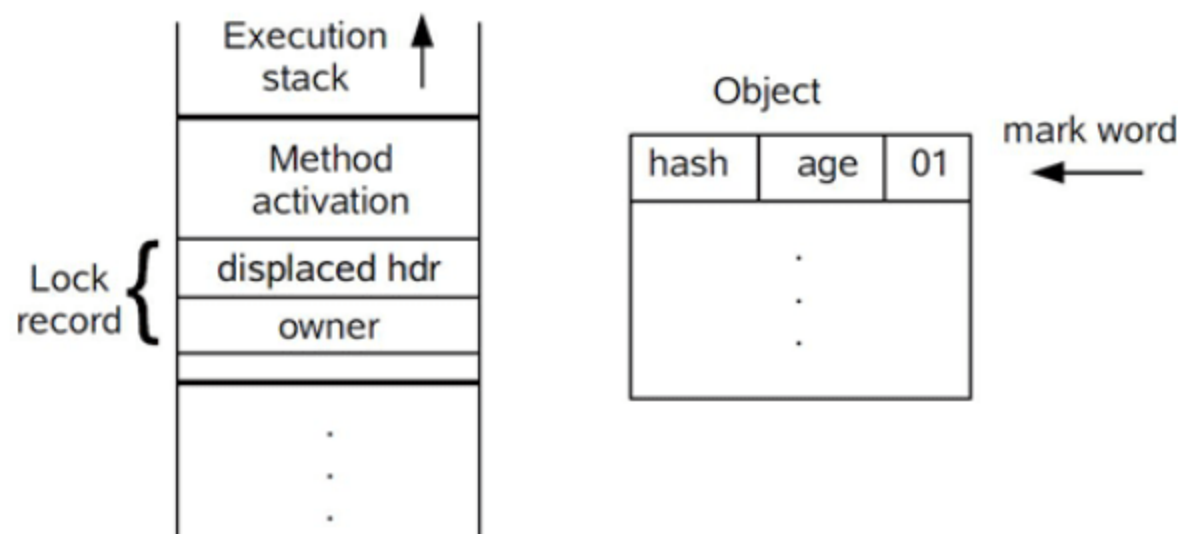 Execution
stack
Method
activation
Lock
record
displaced hdr
owner
Object
mark word
hash age 01